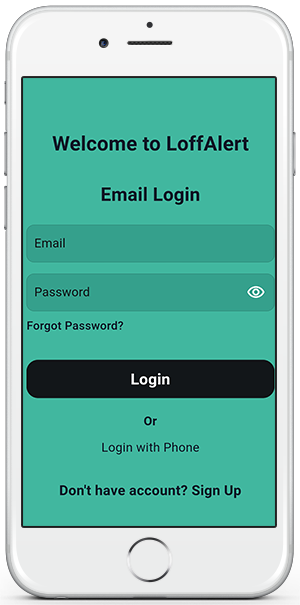 Welcome to LoffAlert
Email Login
Email
Password
Forgot Password?
Login
Or
Login with Phone
Don't have account? Sign Up